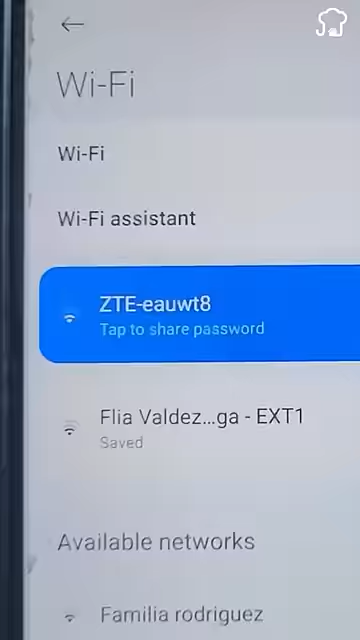 Wi-Fi
Wi-Fi
Wi-Fi assistant
ZTE-eauwt8
Tap to share password
Flia Valdez...ga - EXT1
Saved
Available networks
Familia rodriguez